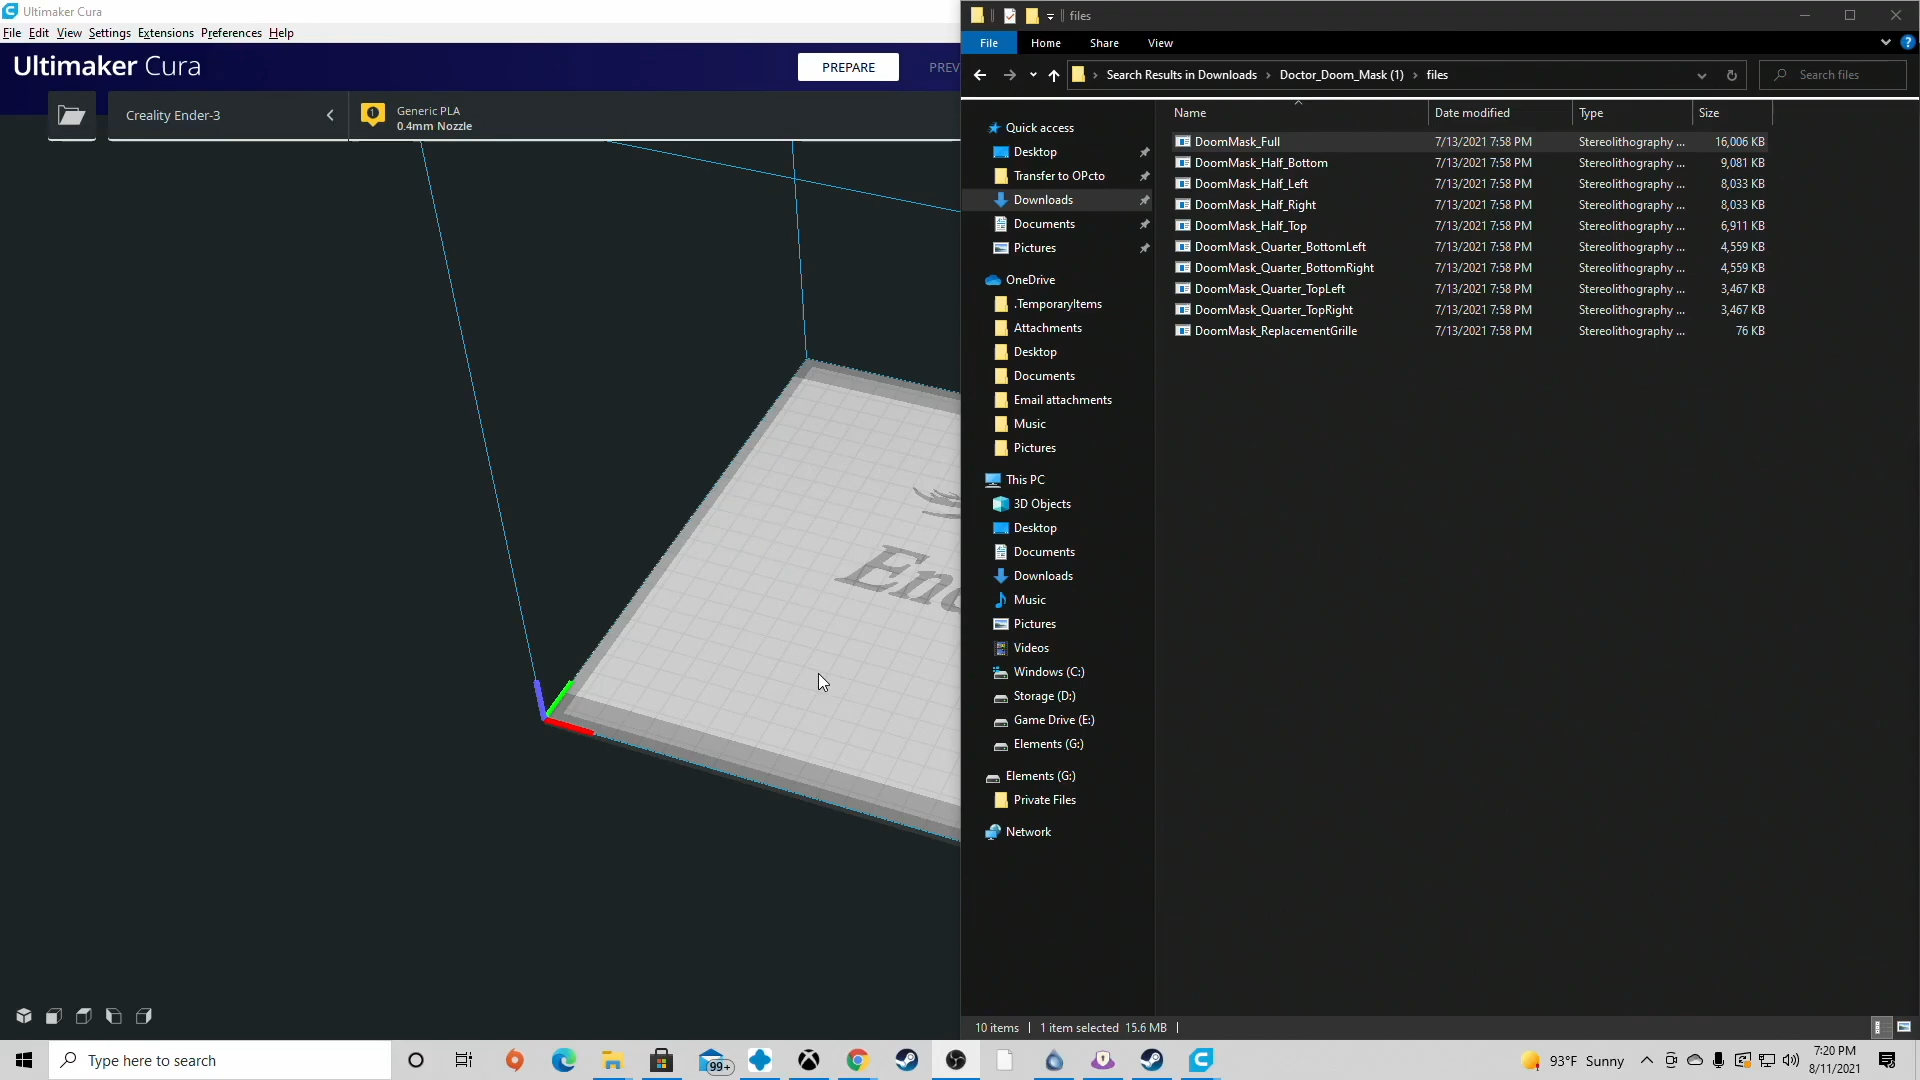 Ultimaker Cura
File Edit View Settings Extensions Preferences Help
Ultimaker Cura
PREPARE
PREV
Creality Ender-3
1
Generic PLA
0.4mm Nozzle
En
files
File Home Share View
?
Search Results in Downloads > Doctor_Doom_Mask (1) > files
Search files
Name Date modified Type Size
DoomMask_Full 7/13/2021 7:58 PM Stereolithography ... 16,006 KB
DoomMask_Half_Bottom 7/13/2021 7:58 PM Stereolithography ... 9,081 KB
DoomMask_Half_Left 7/13/2021 7:58 PM Stereolithography ... 8,033 KB
DoomMask_Half_Right 7/13/2021 7:58 PM Stereolithography ... 8,033 KB
DoomMask_Half_Top 7/13/2021 7:58 PM Stereolithography ... 6,911 KB
DoomMask_Quarter_BottomLeft 7/13/2021 7:58 PM Stereolithography ... 4,559 KB
DoomMask_Quarter_BottomRight 7/13/2021 7:58 PM Stereolithography ... 4,559 KB
DoomMask_Quarter_TopLeft 7/13/2021 7:58 PM Stereolithography ... 3,467 KB
DoomMask_Quarter_TopRight 7/13/2021 7:58 PM Stereolithography ... 3,467 KB
DoomMask_ReplacementGrille 7/13/2021 7:58 PM Stereolithography ... 76 KB
Quick access
Desktop
Transfer to OPcto
Downloads
Documents
Pictures
OneDrive
.TemporaryItems
Attachments
Desktop
Documents
Email attachments
Music
Pictures
This PC
3D Objects
Desktop
Documents
Downloads
Music
Pictures
Videos
Windows (C:)
Storage (D:)
Game Drive (E:)
Elements (G:)
Elements (G:)
Private Files
Network
10 items 1 item selected 15.6 MB
Type here to search
99+
93°F Sunny
7:20 PM
8/11/2021